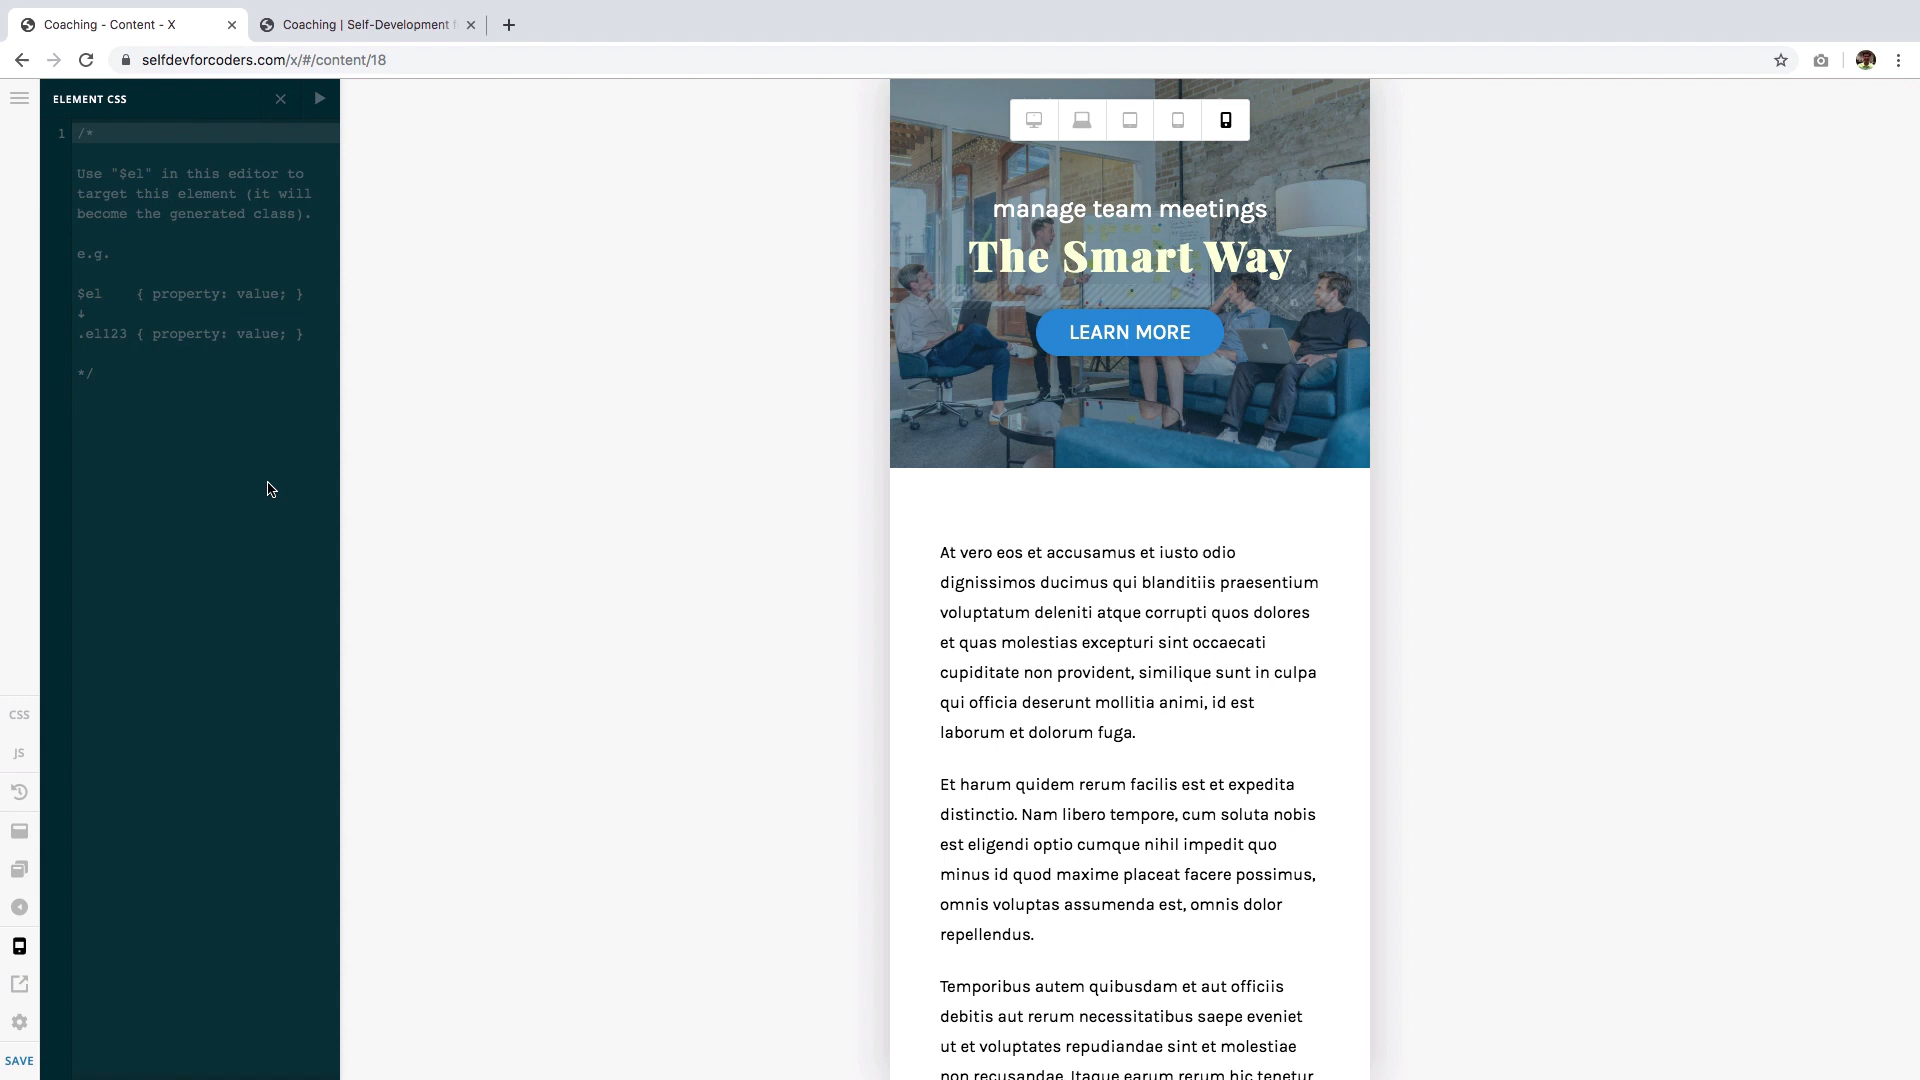 Coaching - Content - X
Coaching | Self-Development f
selfdevforcoders.com/x/#/content/18
ELEMENT CSS
1 /*
Use "$el" in this editor to
target this element (it will
become the generated class).
e.g.
$el { property: value; }
↓
.el123 { property: value; }
*/
CSS
JS
SAVE
manage team meetings
The Smart Way
LEARN MORE
At vero eos et accusamus et iusto odio
dignissimos ducimus qui blanditiis praesentium
voluptatum deleniti atque corrupti quos dolores
et quas molestias excepturi sint occaecati
cupiditate non provident, similique sunt in culpa
qui officia deserunt mollitia animi, id est
laborum et dolorum fuga.
Et harum quidem rerum facilis est et expedita
distinctio. Nam libero tempore, cum soluta nobis
est eligendi optio cumque nihil impedit quo
minus id quod maxime placeat facere possimus,
omnis voluptas assumenda est, omnis dolor
repellendus.
Temporibus autem quibusdam et aut officiis
debitis aut rerum necessitatibus saepe eveniet
ut et voluptates repudiandae sint et molestiae
non recusandae. Itaque earum rerum hic tenetur